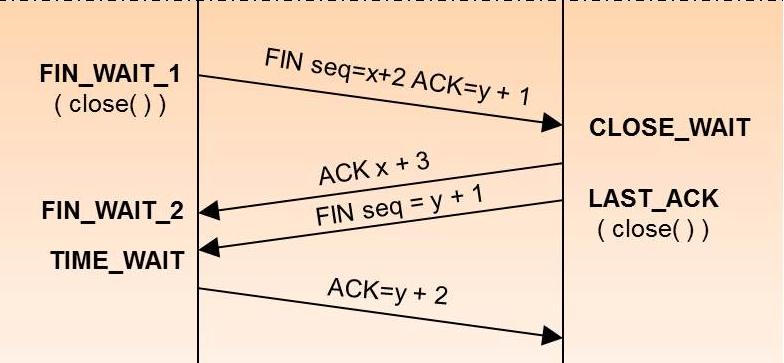 FIN seq=x+2 ACK=y + 1
FIN_WAIT_1
( close( ) )
CLOSE_WAIT
ACK x + 3
FIN_WAIT_2
FIN seq = y + 1
LAST_ACK
( close( ) )
TIME_WAIT
ACK=y + 2